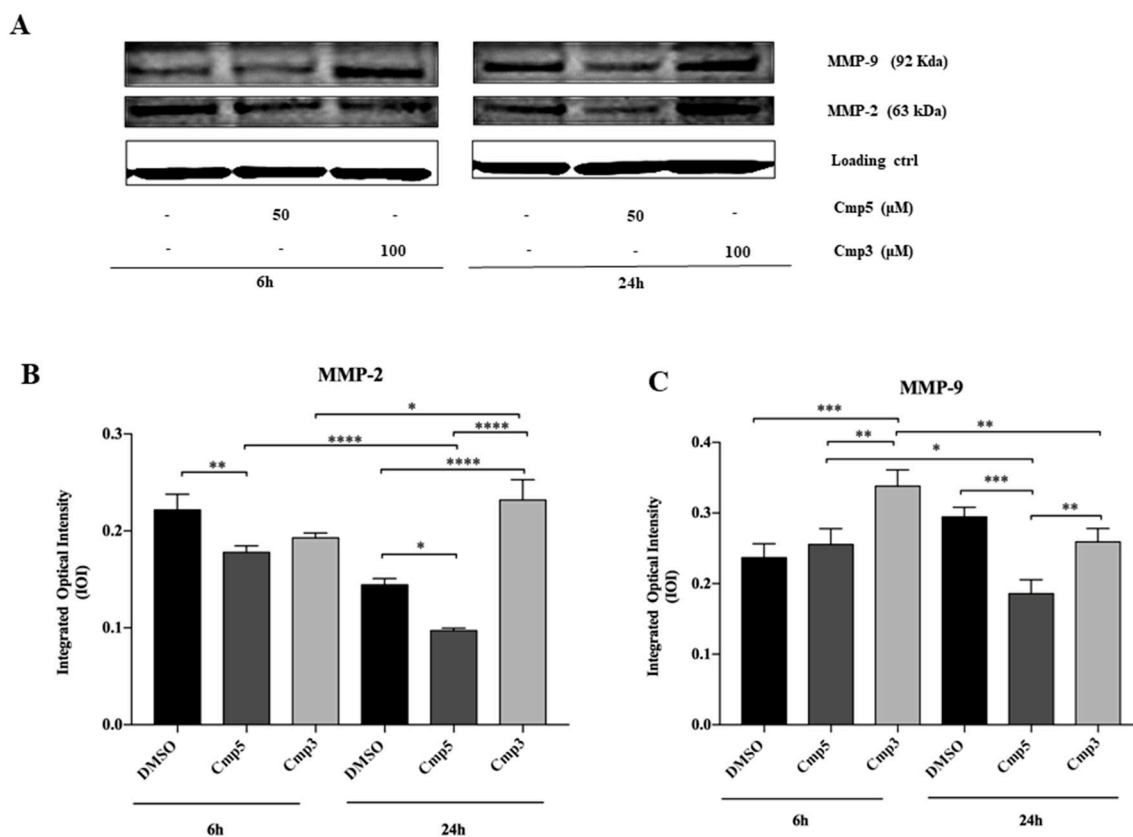 A
MMP-9 (92 Kda)
MMP-2 (63 kDa)
Loading ctrl
- 50 - - 50 - Cmp5 (µM)
- - 100 - - 100 Cmp3 (µM)
6h 24h
B
MMP-2
Integrated Optical Intensity
(IOI)
0.3
0.2
0.1
0.0
*
****
****
**
****
*
DMSO Cmp5 Cmp3 DMSO Cmp5 Cmp3
6h 24h
C
MMP-9
Integrated Optical Intensity
(IOI)
0.4
0.3
0.2
0.1
0.0
***
**
**
*
***
**
DMSO Cmp5 Cmp3 DMSO Cmp5 Cmp3
6h 24h